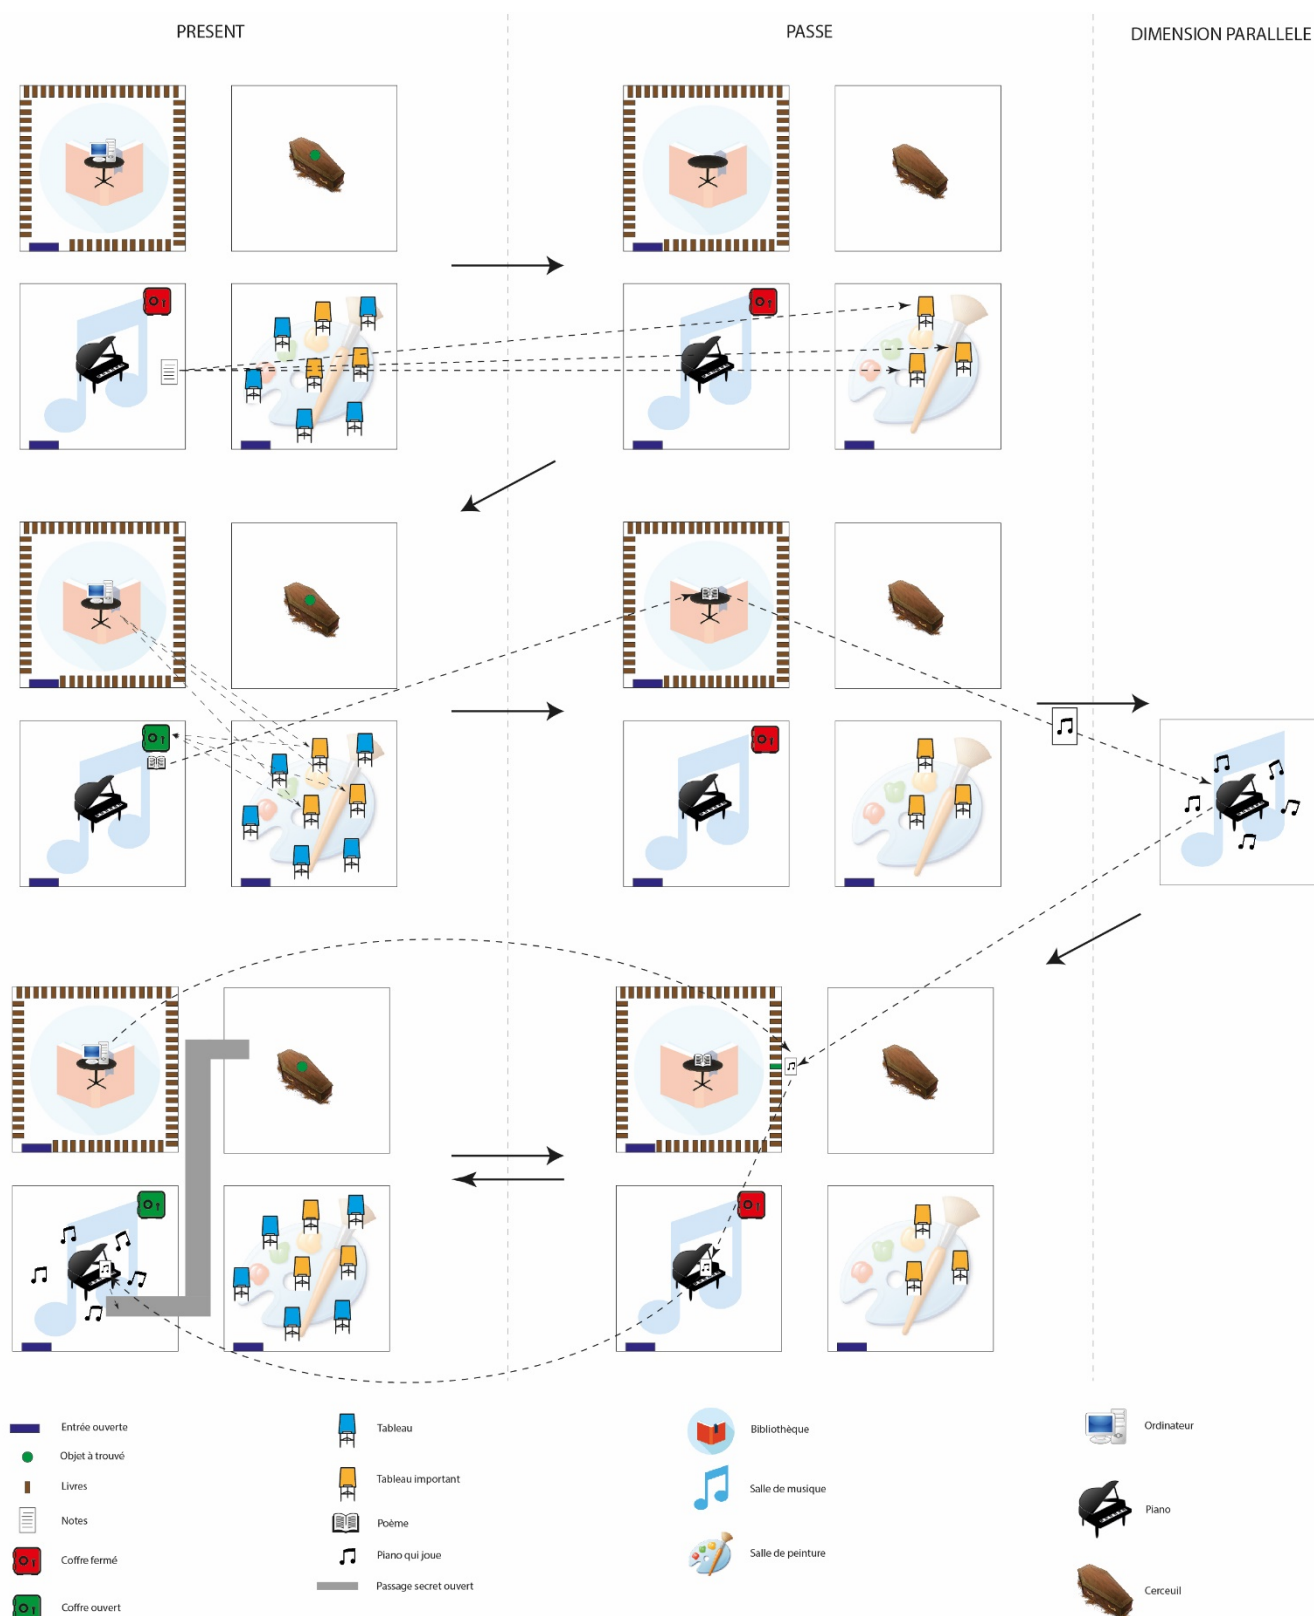 PRESENT
PASSE
DIMENSION PARALLELE
Entrée ouverte
Objet à trouvé
Livres
Notes
Coffre fermé
Coffre ouvert
Tableau
Tableau important
Poème
Piano qui joue
Passage secret ouvert
Bibliothèque
Salle de musique
Salle de peinture
Ordinateur
Piano
Cerceuil